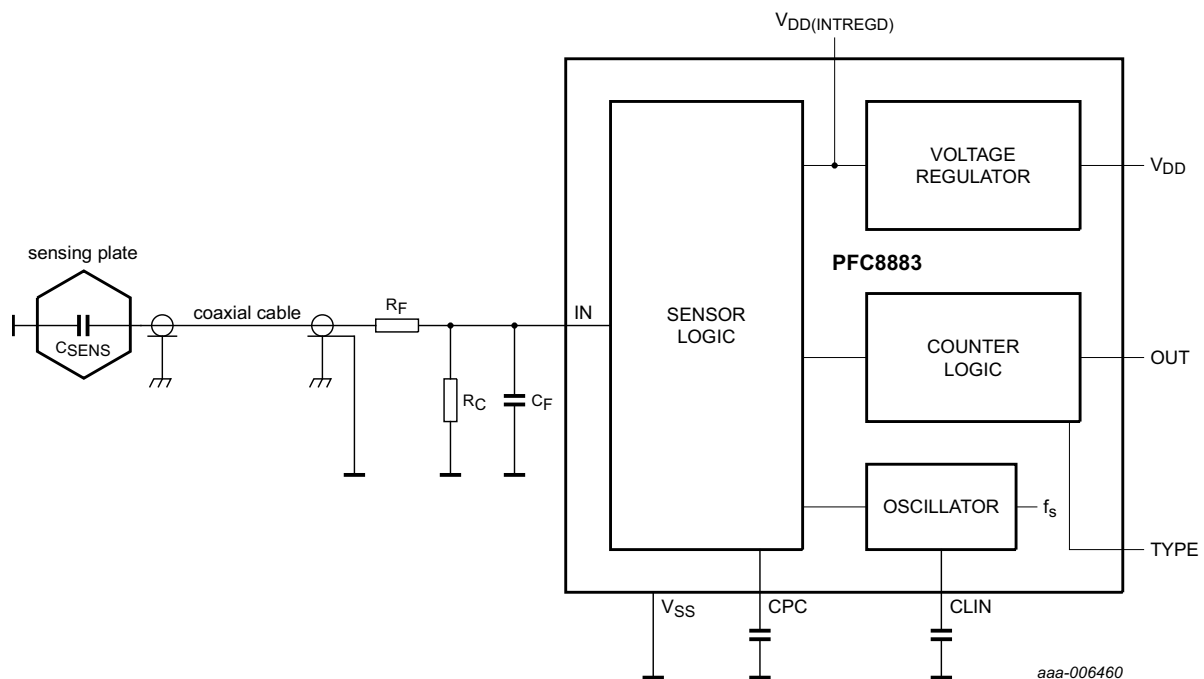 VDD(INTREGD)
VOLTAGE
REGULATOR
VDD
PFC8883
sensing plate
CSENS
coaxial cable
RF
RC
CF
IN
SENSOR
LOGIC
COUNTER
LOGIC
OUT
OSCILLATOR
fs
TYPE
VSS
CPC
CLIN
aaa-006460